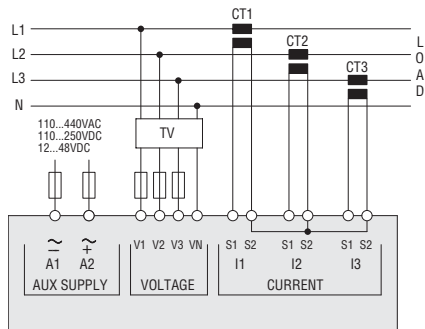 CT1
L1
CT2
L2
CT3
L3
N
LOAD
110...440VAC
110...250VDC
12...48VDC
TV
V1 V2 V3 VN S1 S2 S1 S2 S1 S2
A1 A2 I1 I2 I3
AUX SUPPLY VOLTAGE CURRENT